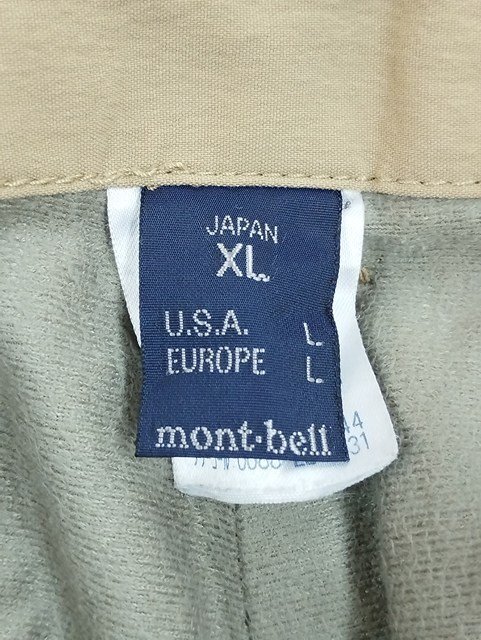 JAPAN
XL
U.S.A. L
EUROPE L
mont-bell